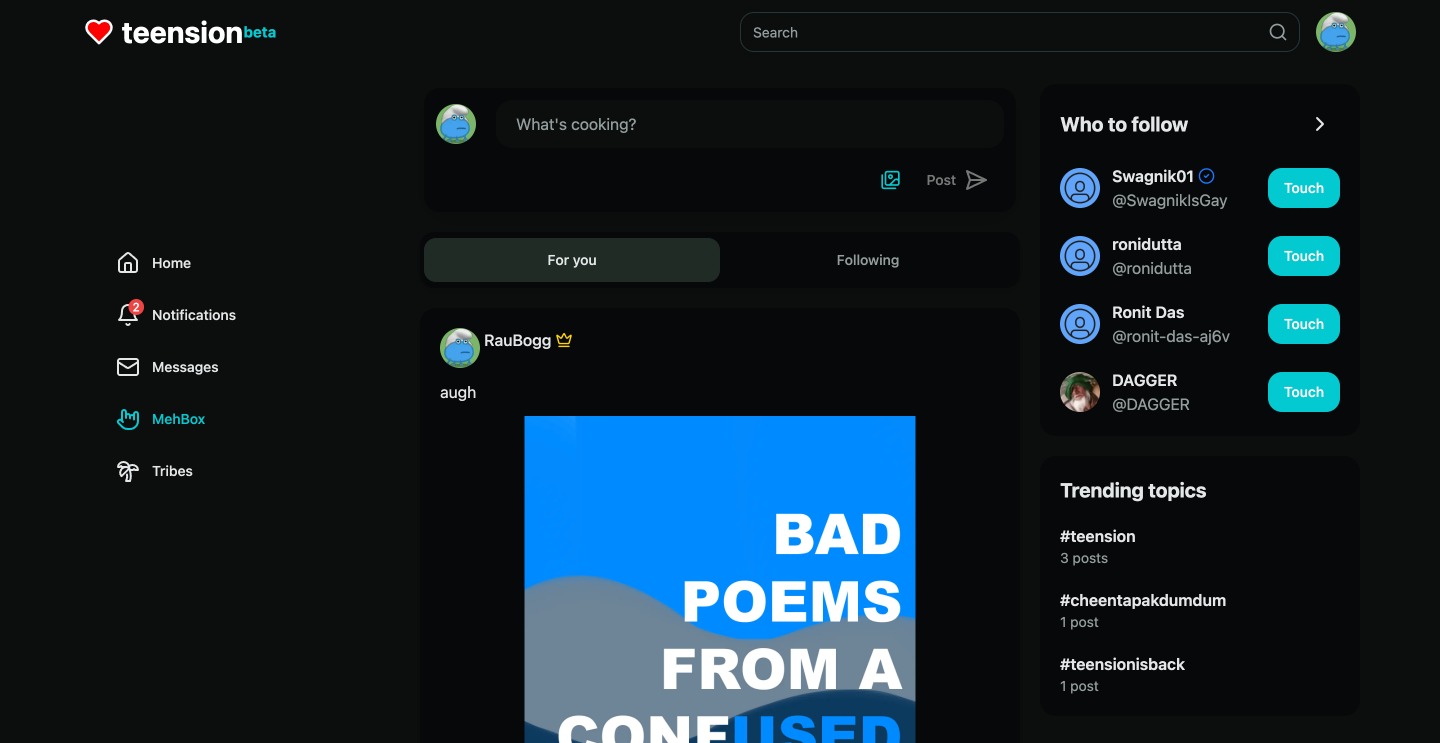 teension beta
Search
What's cooking?
Post
For you
Following
Home
2
Notifications
Messages
MehBox
Tribes
RauBogg
augh
BAD
POEMS
FROM A
CONFUSED
Who to follow
Swagnik01
@SwagnikIsGay
Touch
ronidutta
@ronidutta
Touch
Ronit Das
@ronit-das-aj6v
Touch
DAGGER
@DAGGER
Touch
Trending topics
#teension
3 posts
#cheentapakdumdum
1 post
#teensionisback
1 post